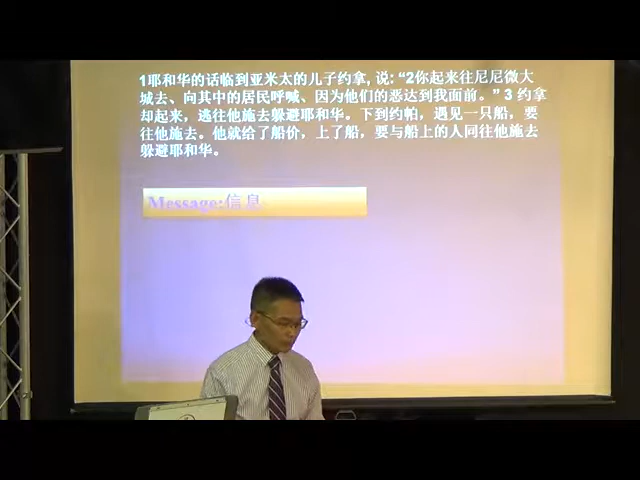 1耶和华的话临到亚米太的儿子约拿, 说: “2你起来往尼尼微大
城去、向其中的居民呼喊、因为他们的恶达到我面前。” 3 约拿
却起来，逃往他施去躲避耶和华。下到约帕，遇见一只船，要
往他施去。他就给了船价，上了船，要与船上的人同往他施去
躲避耶和华。
Message:信息